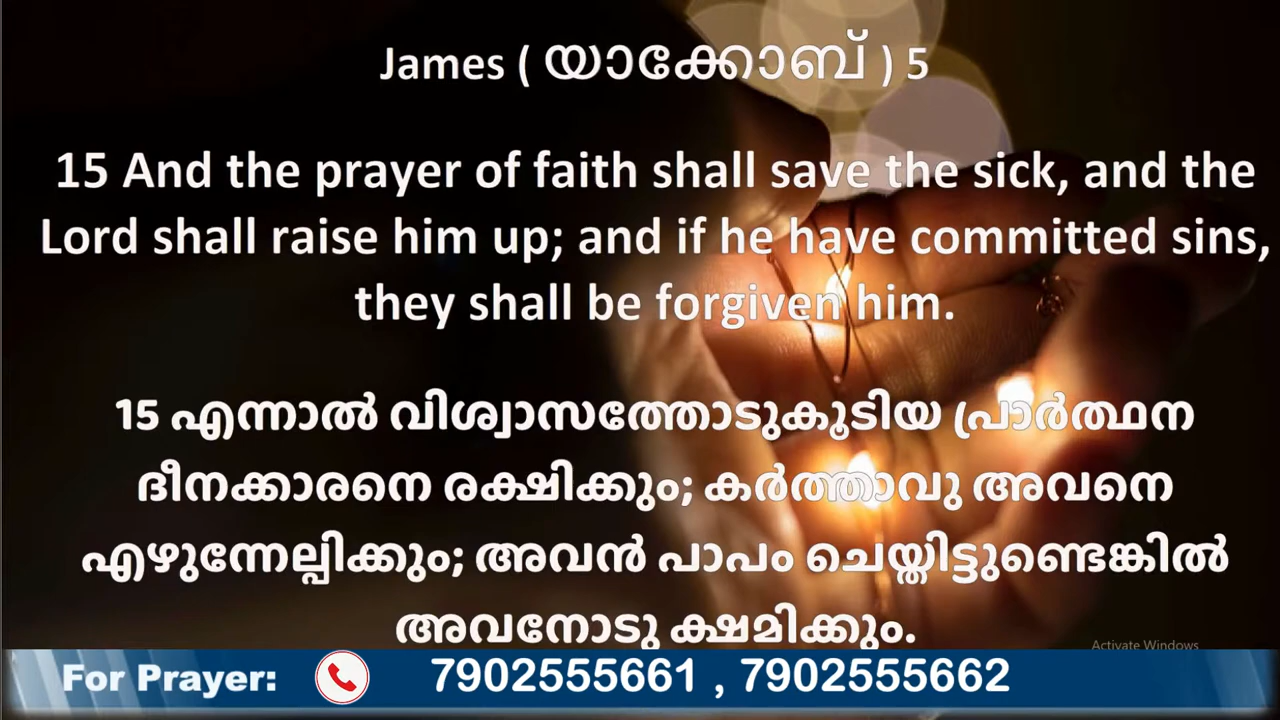 James ( യാക്കോബ് ) 5
15 And the prayer of faith shall save the sick, and the
Lord shall raise him up; and if he have committed sins,
they shall be forgiven him.
15 എന്നാൽ വിശ്വാസത്തോടുകൂടിയ പ്രാർത്ഥന
ദീനക്കാരനെ രക്ഷിക്കും; കർത്താവു അവനെ
എഴുന്നേല്പിക്കും; അവൻ പാപം ചെയ്തിട്ടുണ്ടെങ്കിൽ
അവനോടു ക്ഷമിക്കും.
Activate Windows
For Prayer: 7902555661 , 7902555662